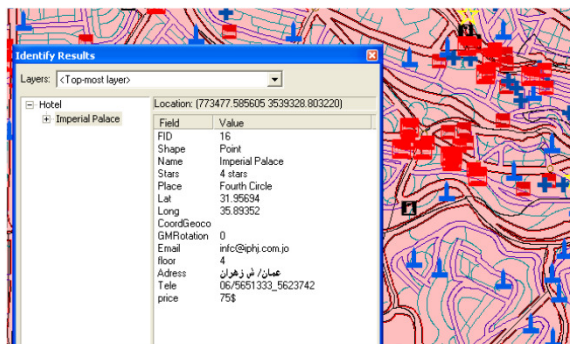 Identify Results
Layers: <Top-most layer>
Hotel
Imperial Palace
Location: (773477.585605 3539328.803220)
Field Value
FID 16
Shape Point
Name Imperial Palace
Stars 4 stars
Place Fourth Circle
Lat 31.95694
Long 35.89352
CoordGeoco
GMRotation 0
Email infc@iphj.com.jo
floor 4
Adress عمان/ ش زهران
Tele 06/5651333_5623742
price 75$